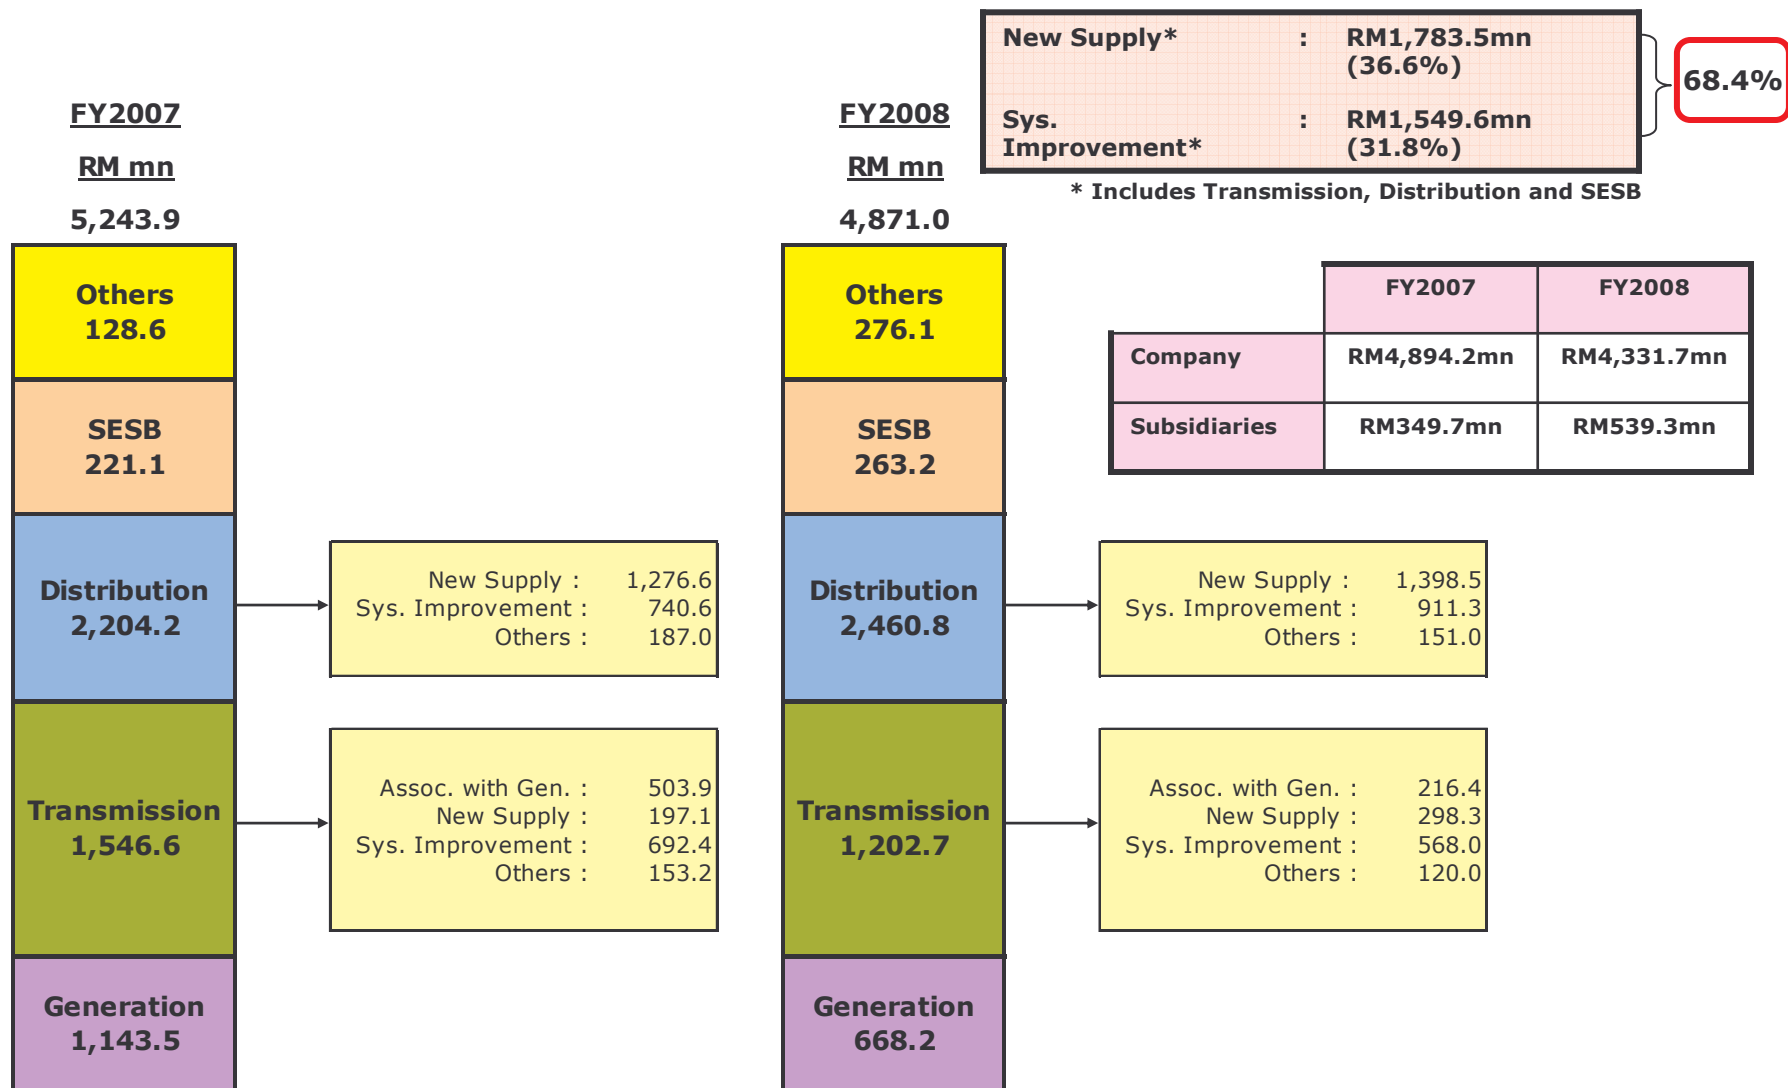 New Supply* : RM1,783.5mn
(36.6%)
68.4%
Sys. : RM1,549.6mn
Improvement* (31.8%)
* Includes Transmission, Distribution and SESB
FY2007
RM mn
5,243.9
Others
128.6
SESB
221.1
Distribution
2,204.2
Transmission
1,546.6
Generation
1,143.5
New Supply : 1,276.6
Sys. Improvement : 740.6
Others : 187.0
Assoc. with Gen. : 503.9
New Supply : 197.1
Sys. Improvement : 692.4
Others : 153.2
FY2008
RM mn
4,871.0
Others
276.1
SESB
263.2
Distribution
2,460.8
Transmission
1,202.7
Generation
668.2
New Supply : 1,398.5
Sys. Improvement : 911.3
Others : 151.0
Assoc. with Gen. : 216.4
New Supply : 298.3
Sys. Improvement : 568.0
Others : 120.0
FY2007 FY2008
Company RM4,894.2mn RM4,331.7mn
Subsidiaries RM349.7mn RM539.3mn